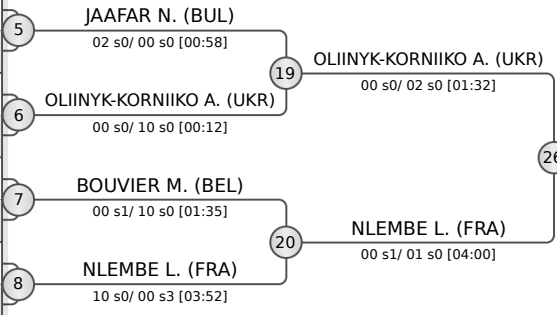 JAAFAR N. (BUL)
5
02 s0/ 00 s0 [00:58]
19
OLIINYK-KORNIIKO A. (UKR)
00 s0/ 02 s0 [01:32]
OLIINYK-KORNIIKO A. (UKR)
6
00 s0/ 10 s0 [00:12]
26
BOUVIER M. (BEL)
7
00 s1/ 10 s0 [01:35]
20
NLEMBE L. (FRA)
00 s1/ 01 s0 [04:00]
NLEMBE L. (FRA)
8
10 s0/ 00 s3 [03:52]